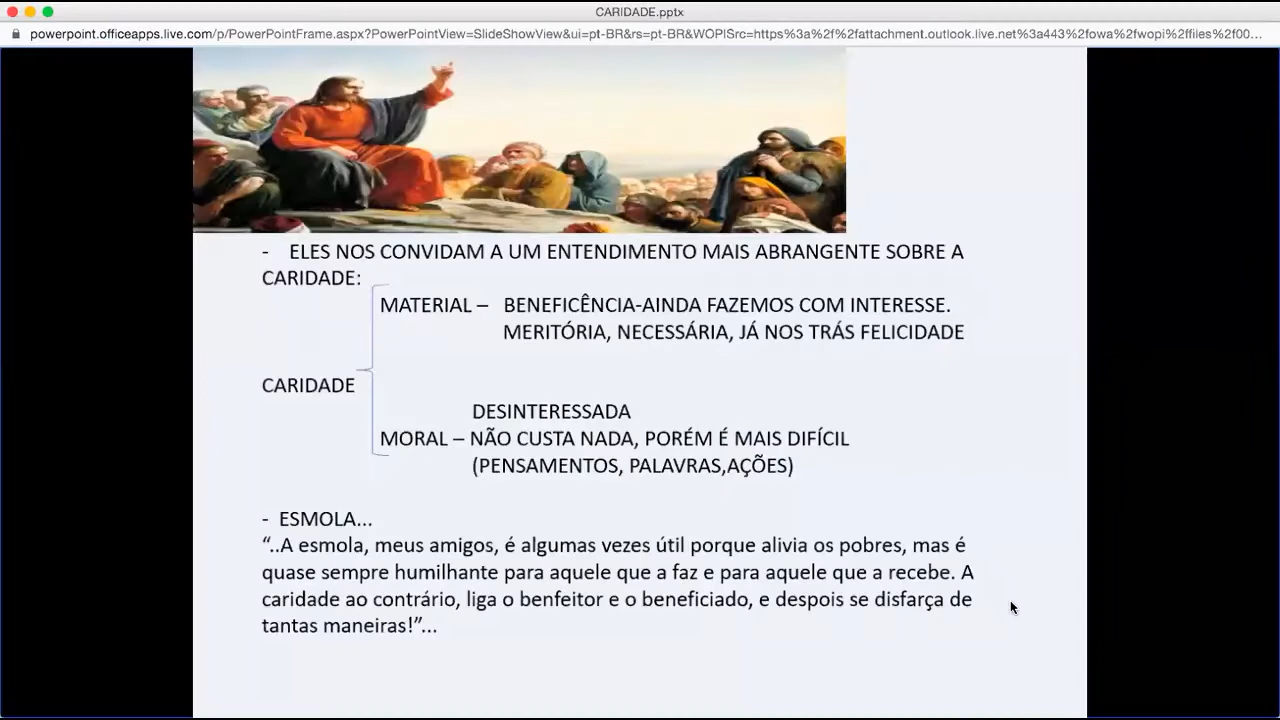 CARIDADE.pptx
powerpoint.officeapps.live.com/p/PowerPointFrame.aspx?PowerPointView=SlideShowView&ui=pt-BR&rs=pt-BR&WOPISrc=https%3a%2f%2fattachment.outlook.live.net%3a443%2fowa%2fwopi%2ffiles%2f00...
- ELES NOS CONVIDAM A UM ENTENDIMENTO MAIS ABRANGENTE SOBRE A
CARIDADE:
MATERIAL – BENEFICÊNCIA-AINDA FAZEMOS COM INTERESSE.
MERITÓRIA, NECESSÁRIA, JÁ NOS TRÁS FELICIDADE
CARIDADE
DESINTERESSADA
MORAL – NÃO CUSTA NADA, PORÉM É MAIS DIFÍCIL
(PENSAMENTOS, PALAVRAS,AÇÕES)
- ESMOLA...
“..A esmola, meus amigos, é algumas vezes útil porque alivia os pobres, mas é
quase sempre humilhante para aquele que a faz e para aquele que a recebe. A
caridade ao contrário, liga o benfeitor e o beneficiado, e despois se disfarça de
tantas maneiras!”...